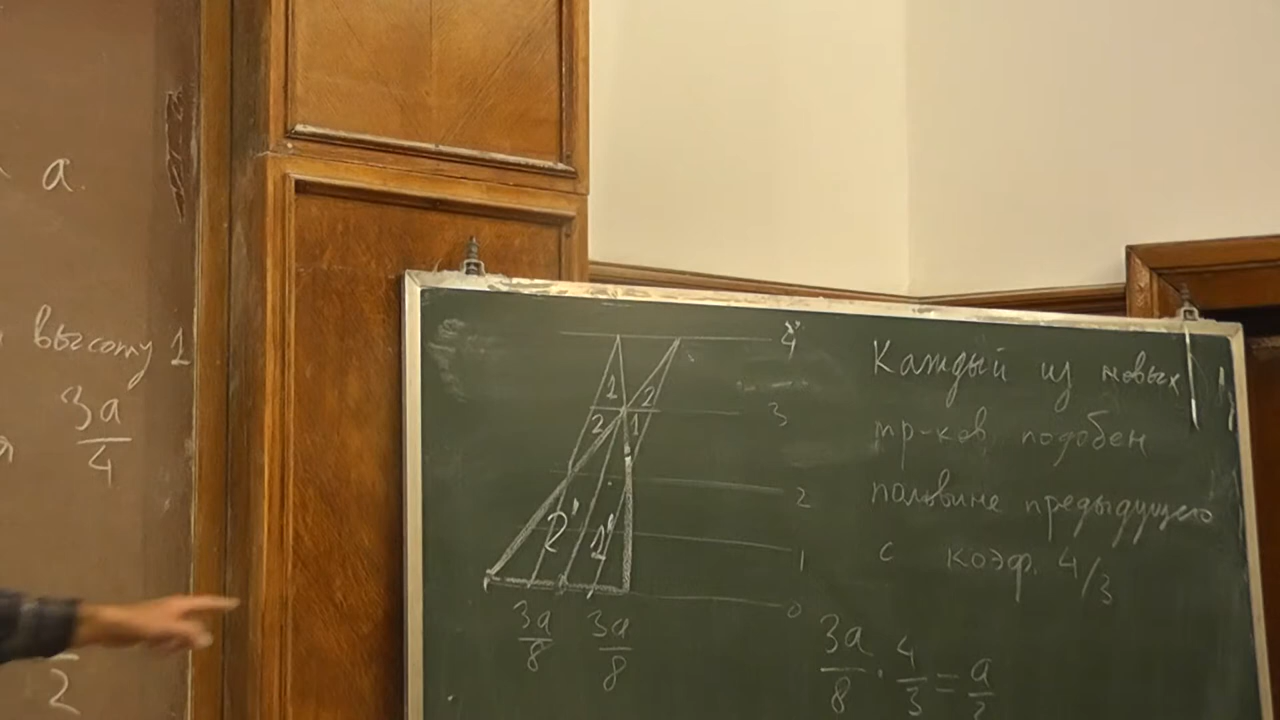 a.
высоту 1
3a/4
2
4
3
2
1
0
1 2
2 1
2' 1'
3a/8 3a/8
Каждый из новых
тр-ков подобен
половине предыдущего
с коэф. 4/3
3a/8 · 4/3 = a/2